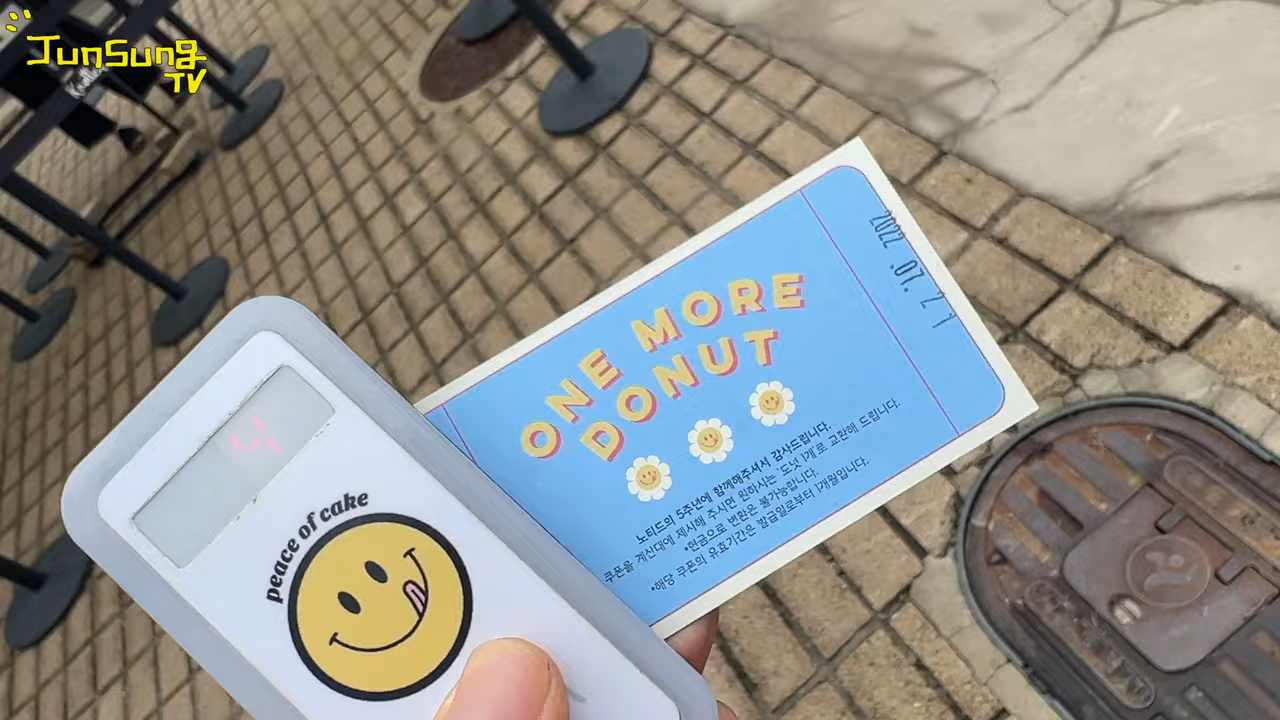 JunSung
TV
Knotted
ONE MORE
DONUT
2022 .07. 2 1
노티드의 5주년에 함께해주셔서 감사드립니다.
쿠폰을 계산대에 제시해 주시면 원하시는 '도넛 1개'로 교환해 드립니다.
*현금으로 변환은 불가능합니다.
*해당 쿠폰의 유효기간은 발급일로부터 1개월입니다.
4
peace of cake